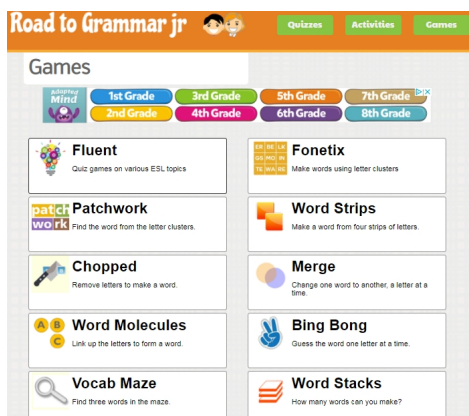 Road to Grammar jr
Quizzes
Activities
Games
Games
Adapted
Mind
1st Grade
3rd Grade
5th Grade
7th Grade
2nd Grade
4th Grade
6th Grade
8th Grade
Fluent
Quiz games on various ESL topics
Fonetix
Make words using letter clusters
patch
work
Patchwork
Find the word from the letter clusters.
Word Strips
Make a word from four strips of letters.
Chopped
Remove letters to make a word.
Merge
Change one word to another, a letter at a
time.
A B
C
Word Molecules
Link up the letters to form a word.
Bing Bong
Guess the word one letter at a time.
Vocab Maze
Find three words in the maze.
Word Stacks
How many words can you make?